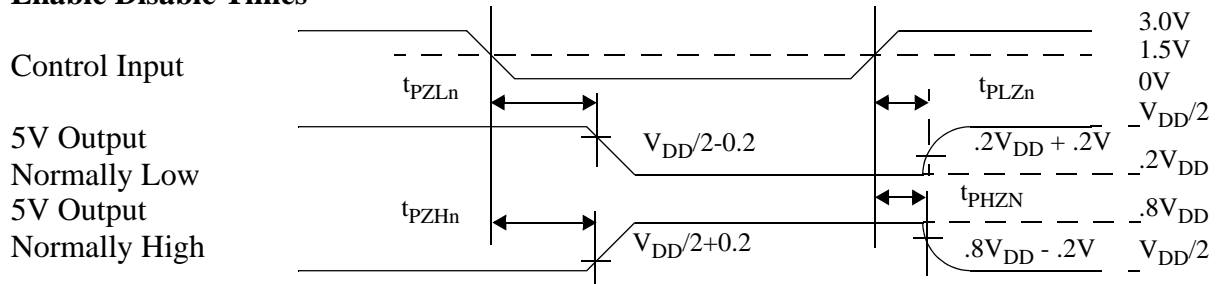 Enable Disable Times
3.0V
1.5V
Control Input
0V
tPZLn
tPLZn
VDD/2
5V Output
VDD/2-0.2
.2VDD + .2V
.2VDD
Normally Low
5V Output
tPZHn
tPHZN
.8VDD
Normally High
VDD/2+0.2
.8VDD - .2V
VDD/2